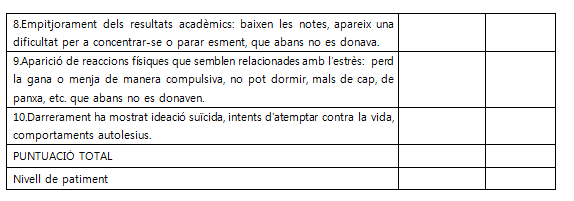 8.Empitjorament dels resultats acadèmics: baixen les notes, apareix una
dificultat per a concentrar-se o parar esment, que abans no es donava.
9.Aparició de reaccions físiques que semblen relacionades amb l'estrès: perd
la gana o menja de manera compulsiva, no pot dormir, mals de cap, de
panxa, etc. que abans no es donaven.
10.Darrerament ha mostrat ideació suïcida, intents d'atemptar contra la vida,
comportaments autolesius.
PUNTUACIÓ TOTAL
Nivell de patiment